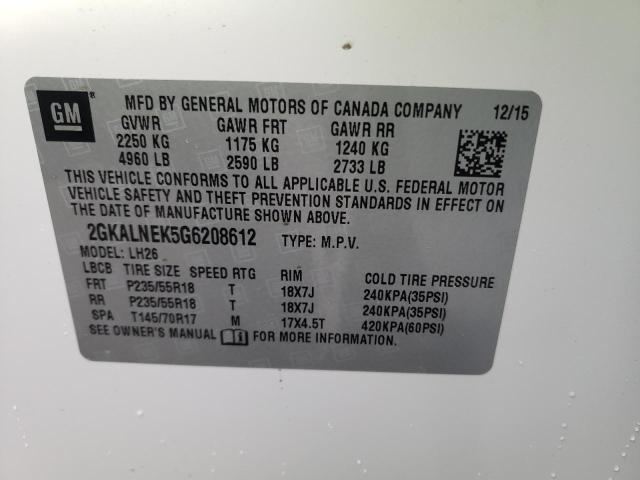 GM
MFD BY GENERAL MOTORS OF CANADA COMPANY 12/15
GVWR GAWR FRT GAWR RR
2250 KG 1175 KG 1240 KG
4960 LB 2590 LB 2733 LB
THIS VEHICLE CONFORMS TO ALL APPLICABLE U.S. FEDERAL MOTOR
VEHICLE SAFETY AND THEFT PREVENTION STANDARDS IN EFFECT ON
THE DATE OF MANUFACTURE SHOWN ABOVE.
2GKALNEK5G6208612 TYPE: M.P.V.
MODEL: LH26
LBCB TIRE SIZE SPEED RTG RIM COLD TIRE PRESSURE
FRT P235/55R18 T 18X7J 240KPA(35PSI)
RR P235/55R18 T 18X7J 240KPA(35PSI)
SPA T145/70R17 M 17X4.5T 420KPA(60PSI)
SEE OWNER'S MANUAL FOR MORE INFORMATION.